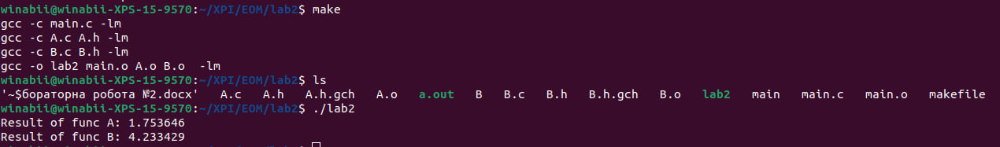 winabii@winabii-XPS-15-9570:~/XPI/EOM/lab2$ make
gcc -c main.c -lm
gcc -c A.c A.h -lm
gcc -c B.c B.h -lm
gcc -o lab2 main.o A.o B.o  -lm
winabii@winabii-XPS-15-9570:~/XPI/EOM/lab2$ ls
'~$бораторна робота №2.docx'   A.c   A.h   A.h.gch   A.o   a.out   B   B.c   B.h   B.h.gch   B.o   lab2   main   main.c   main.o   makefile
winabii@winabii-XPS-15-9570:~/XPI/EOM/lab2$ ./lab2
Result of func A: 1.753646
Result of func B: 4.233429